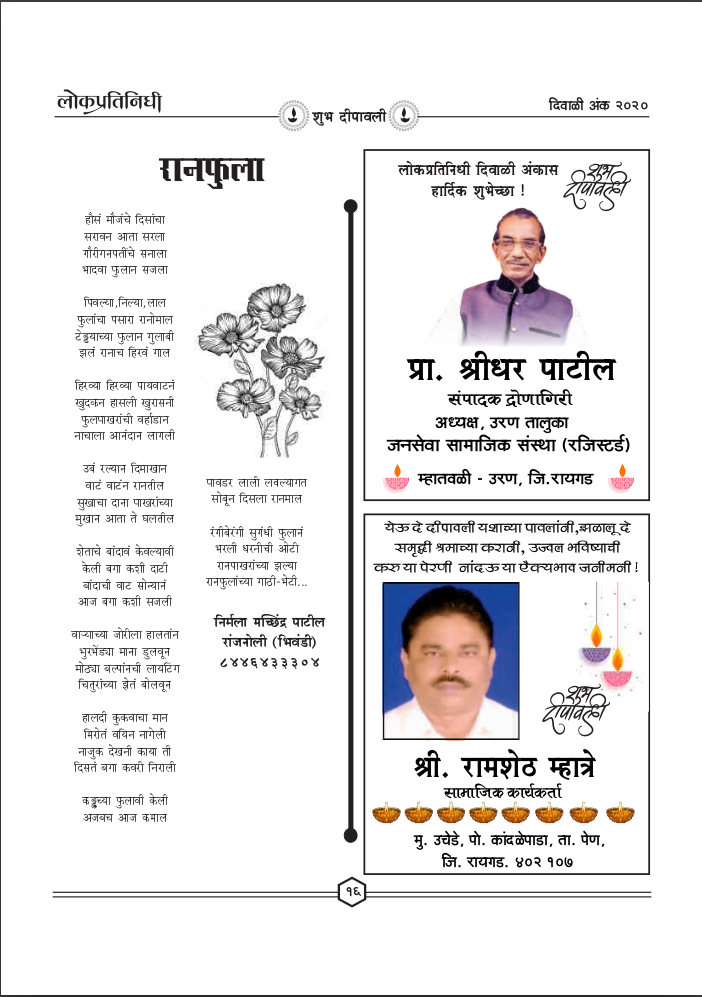 लोकप्रतिनिधी
शुभ दीपावली
दिवाळी अंक २०२०
रानफुला
हौसं मौजंचे दिसांचा
सरावन आता सरला
गौरीगनपतींचे सनाला
भादवा फुलान सजला
पिवल्या,निल्या,लाल
फुलांचा पसारा रानोमाल
टेड्ड्याच्या फुलान गुलाबी
झलं रानाच हिरवं गाल
हिरव्या हिरव्या पायवाटनं
खुदकन हासली खुरासनी
फुलपाखरांची वर्हाडान
नाचाला आनंदान लागली
उबं रल्यान दिमाखान
वाटं वाटंन रानतील
सुखाचा दाना पाखरांच्या
मुखान आता ते घलतील
शेताचे बांदावं केवल्यावी
केली बगा कशी दाटी
बांदाची वाट सोन्यानं
आज बगा कशी सजली
वाऱ्याच्या जोरीला हालतांन
भुरभेंड्या माना डुलवून
मोठ्या बल्पांनची लायटिंग
चितुरांच्या झेतं बोलवून
हालदी कुकवाचा मान
मिरोतं वयिन नागेली
नाजुक देखनी काया ती
दिसतं बगा कवरी निराली
कड्डूच्या फुलावी केली
अजबच आज कमाल
पावडर लाली लवल्यागत
सोबून दिसला रानमाल
रंगीबेरंगी सुगंधी फुलानं
भरली धरनीची ओटी
रानपाखरांच्या झल्या
रानफुलांच्या गाठी-भेटी...
निर्मला मच्छिंद्र पाटील
रांजनोली (भिवंडी)
८४४६४३३३०४
लोकप्रतिनिधी दिवाळी अंकास
हार्दिक शुभेच्छा !
शुभ
दीपावली
प्रा. श्रीधर पाटील
संपादक द्रोणागिरी
अध्यक्ष, उरण तालुका
जनसेवा सामाजिक संस्था (रजिस्टर्ड)
म्हातवळी - उरण, जि.रायगड
येऊ दे दीपावली यशाच्या पावलांनी,झळाळू दे
समृद्धी श्रमाच्या करानी, उज्वल भविष्याची
करु या पेरणी नांदऊ या ऐक्यभाव जनीमनी !
शुभ
दीपावली
श्री. रामशेठ म्हात्रे
सामाजिक कार्यकर्ता
मु. उचेडे, पो. कांदळेपाडा, ता. पेण,
जि. रायगड. ४०२ १०७
१६